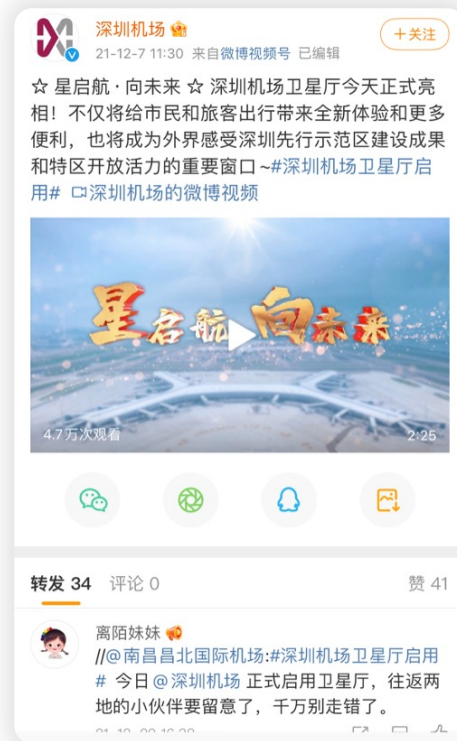 深圳机场
+关注
21-12-7 11:30 来自微博视频号 已编辑
☆ 星启航 · 向未来 ☆ 深圳机场卫星厅今天正式亮
相！不仅将给市民和旅客出行带来全新体验和更多
便利，也将成为外界感受深圳先行示范区建设成果
和特区开放活力的重要窗口~#深圳机场卫星厅启
用# 深圳机场的微博视频
星启航 向未来
4.7万次观看
2:25
转发 34 评论 0
赞 41
离陌妹妹
//@南昌昌北国际机场:#深圳机场卫星厅启用
# 今日@深圳机场 正式启用卫星厅，往返两
地的小伙伴要留意了，千万别走错了。